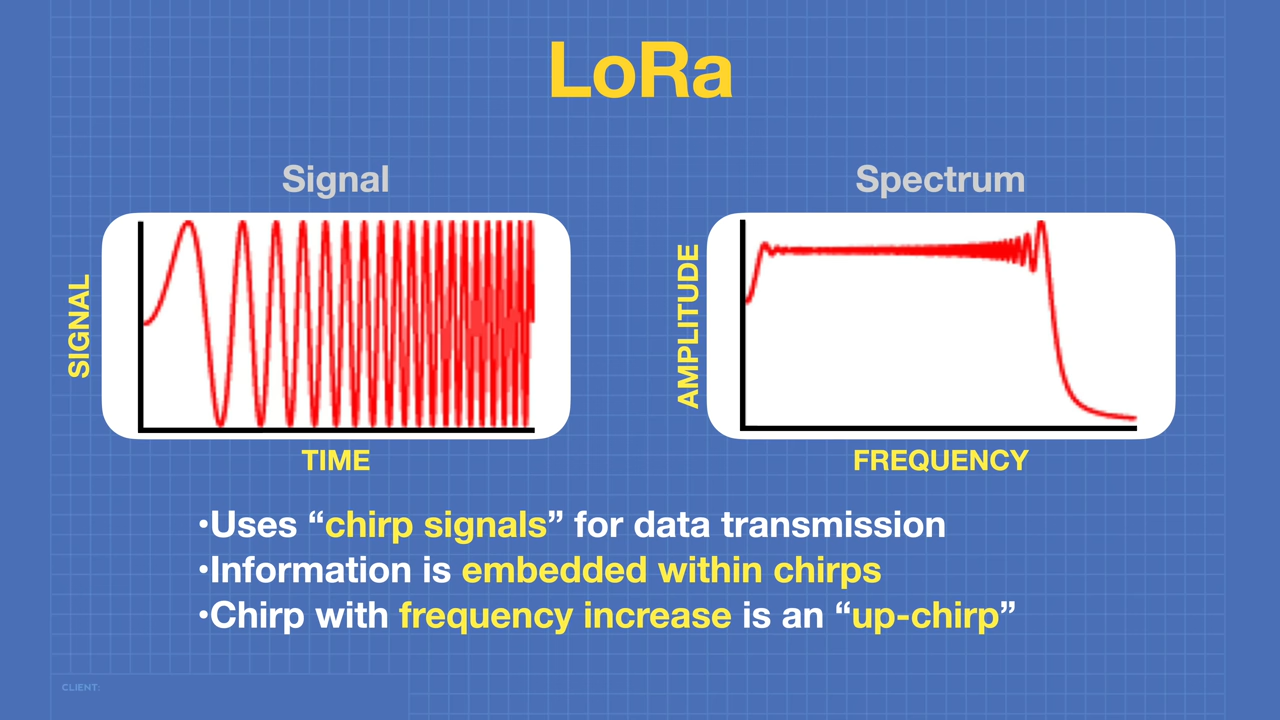 LoRa
Signal
Spectrum
SIGNAL
AMPLITUDE
TIME
FREQUENCY
•Uses “chirp signals” for data transmission
•Information is embedded within chirps
•Chirp with frequency increase is an “up-chirp”
CLIENT: